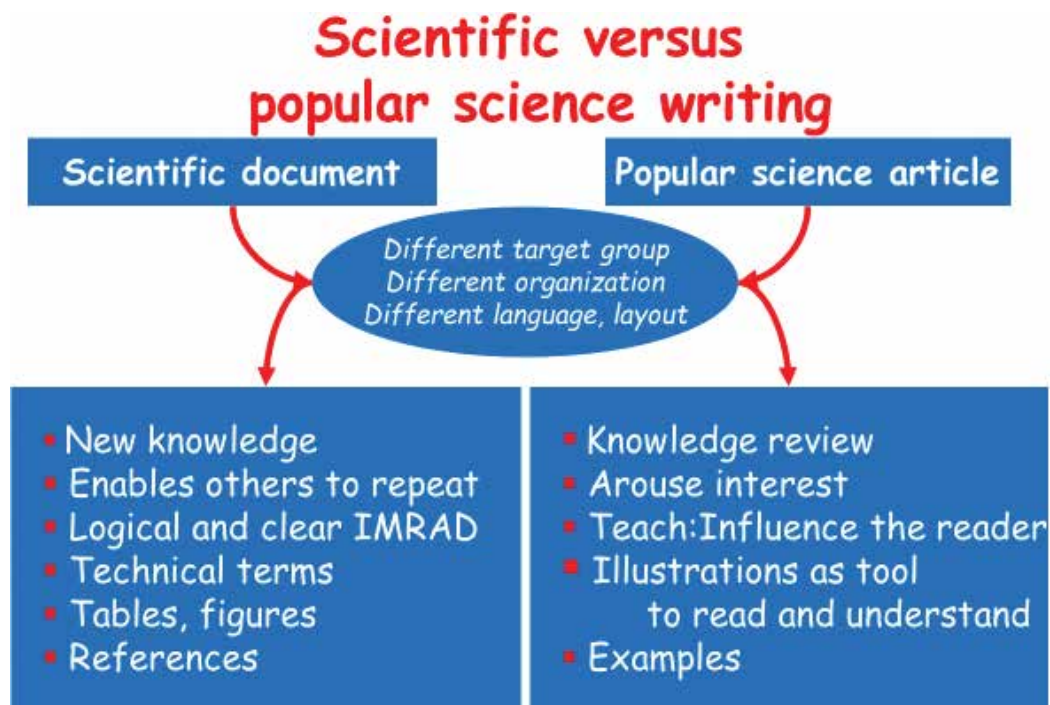 Scientific versus
popular science writing
Scientific document
Popular science article
Different target group
Different organization
Different language, layout
▪ New knowledge
▪ Enables others to repeat
▪ Logical and clear IMRAD
▪ Technical terms
▪ Tables, figures
▪ References
▪ Knowledge review
▪ Arouse interest
▪ Teach:Influence the reader
▪ Illustrations as tool
to read and understand
▪ Examples